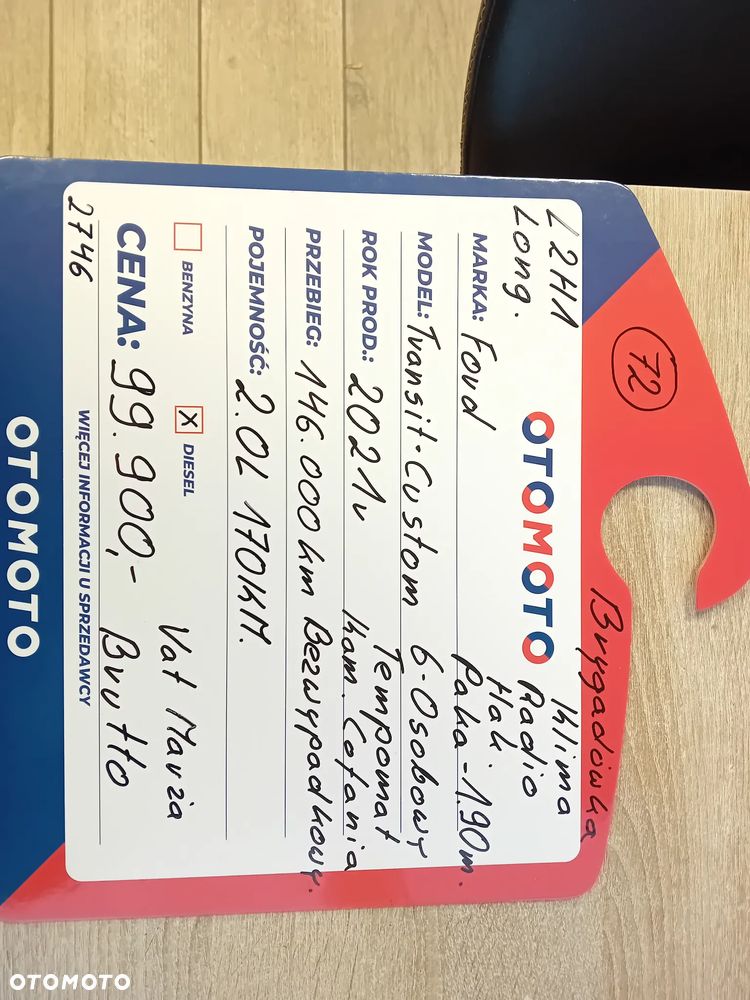 72
Brygadówka
L2H1
Long.
OTOMOTO
Klima
Radio
Hak
Paka - 1.90m.
MARKA: Ford
MODEL: Transit-Custom 6-Osobowy
Tempomat
ROK PROD.: 2021r Kam. Cofania
PRZEBIEG: 146.000km Bezwypadkowy.
POJEMNOŚĆ: 2.0L 170KM.
BENZYNA X DIESEL
Vat Marża
CENA: 99.900,- Brutto
2746
WIĘCEJ INFORMACJI U SPRZEDAWCY
OTOMOTO
OTOMOTO